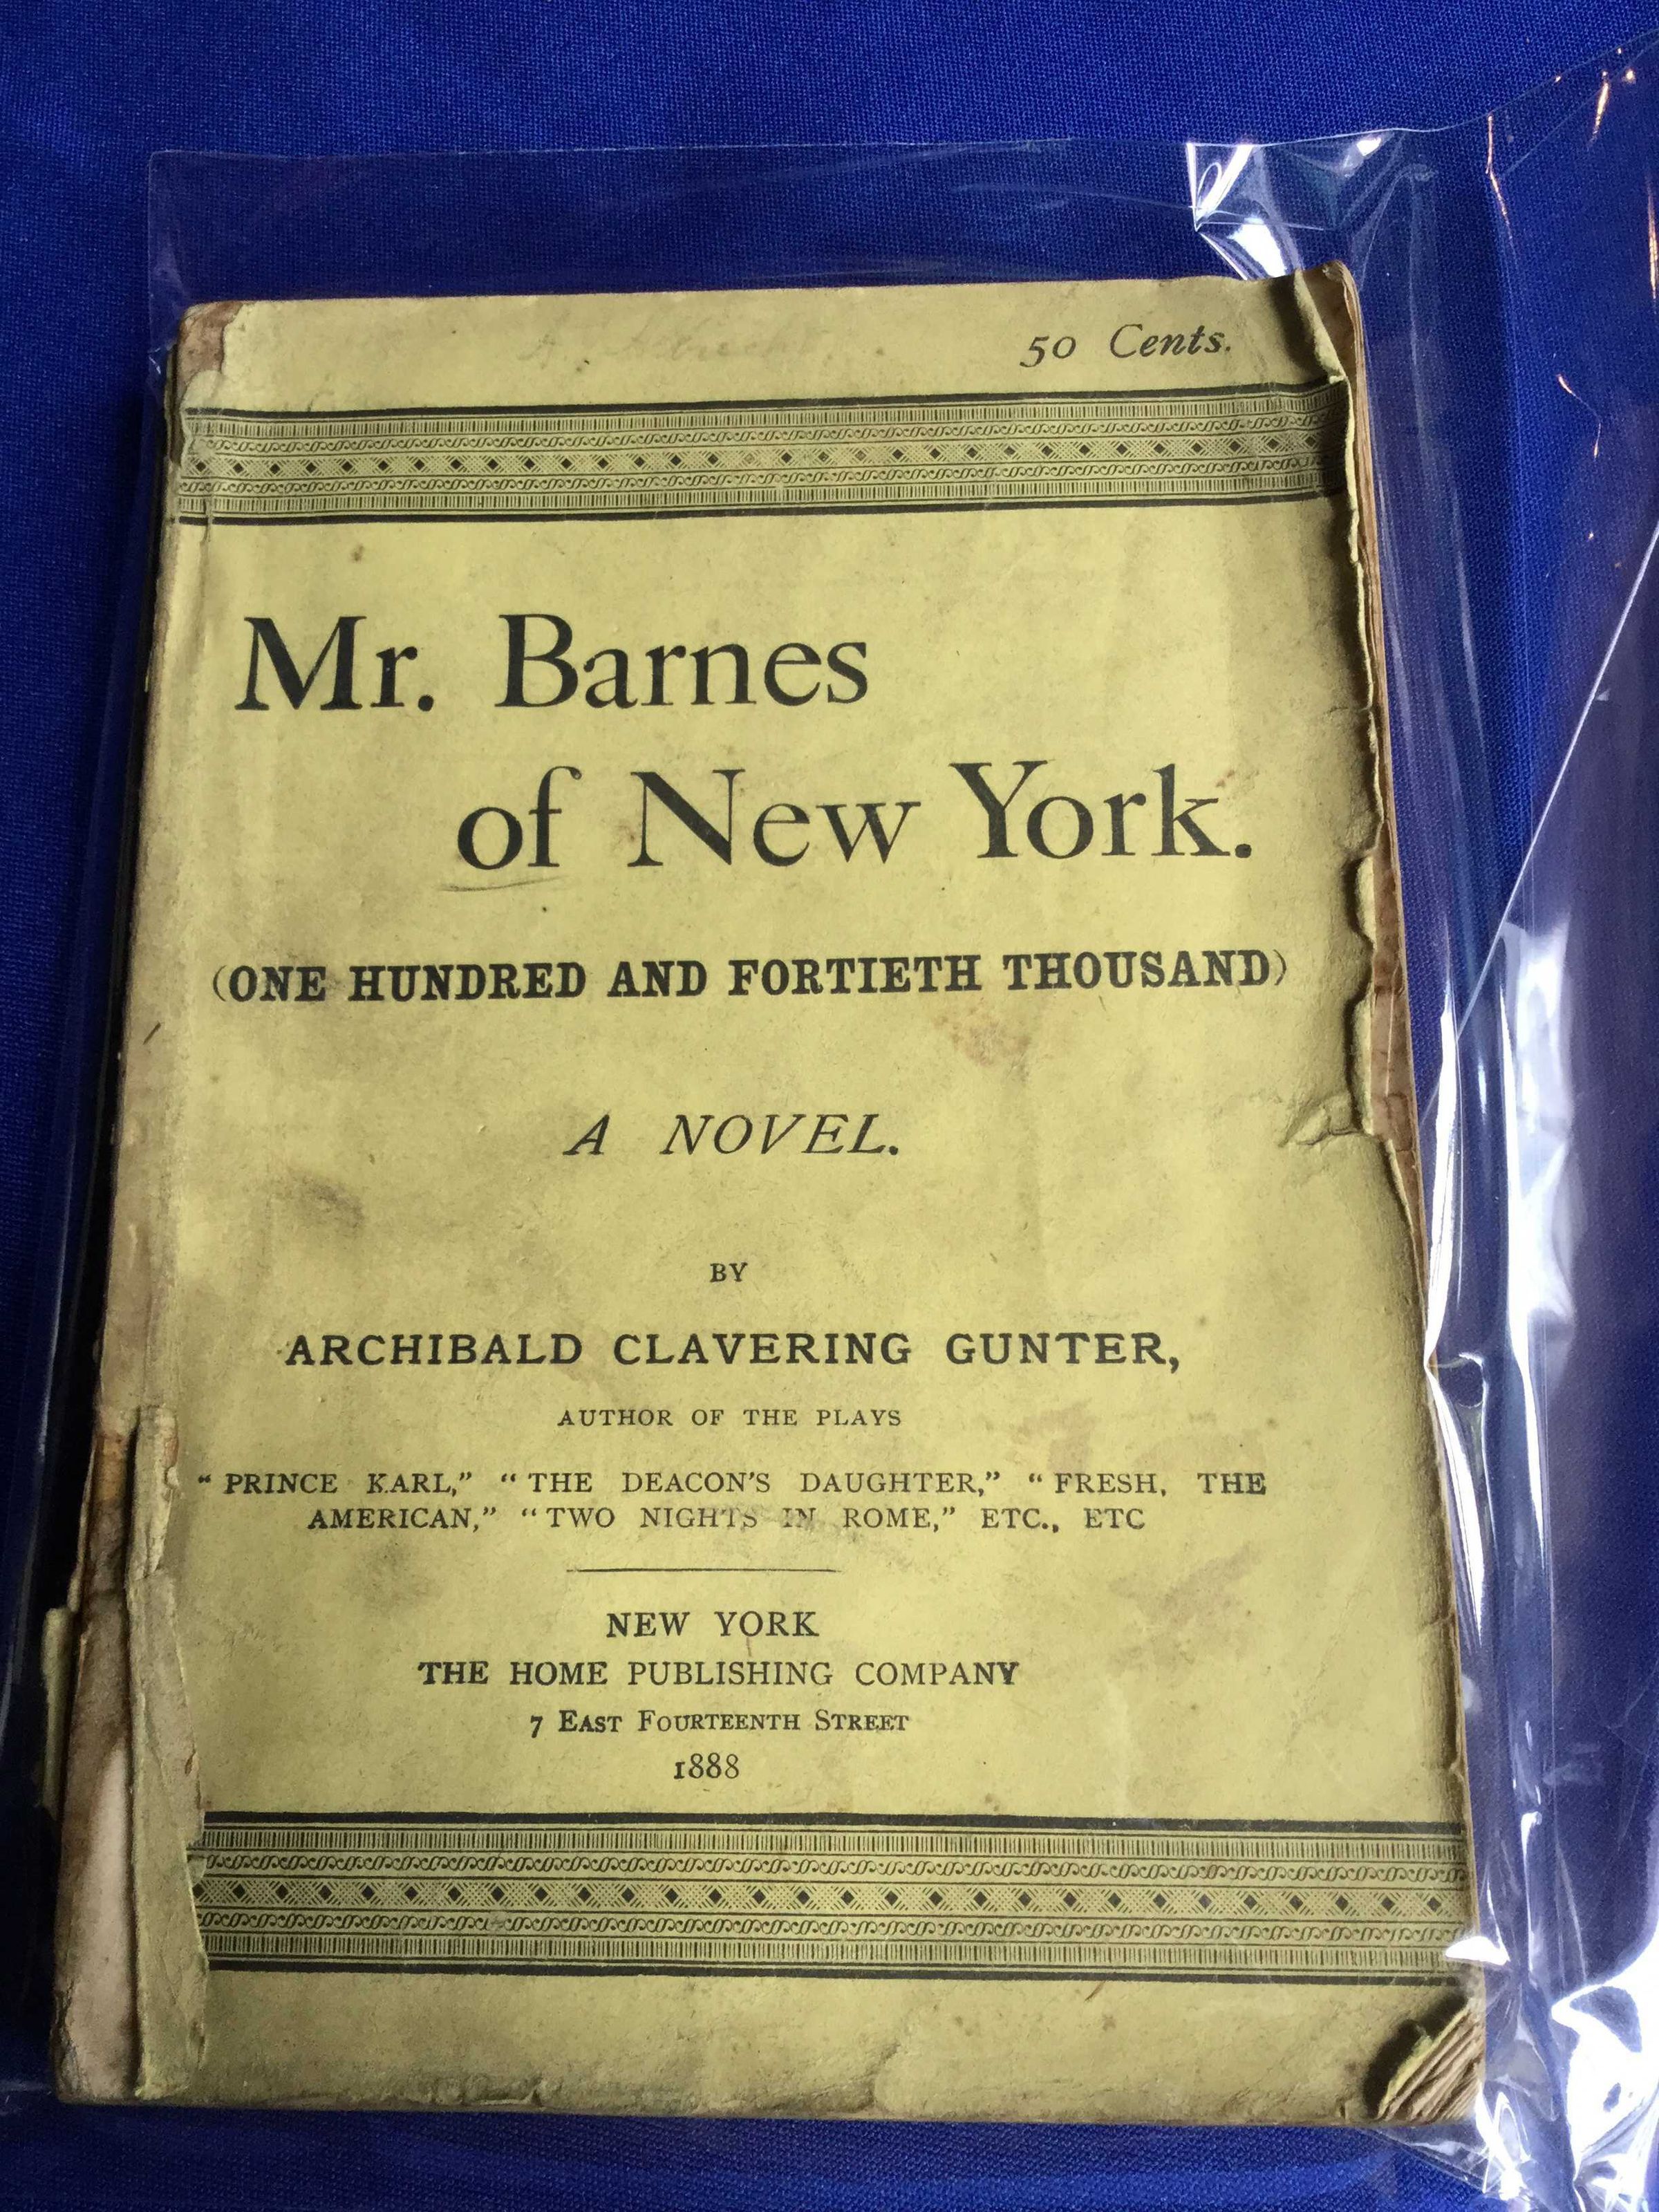 50 Cents.
Mr. Barnes
of New York.
(ONE HUNDRED AND FORTIETH THOUSAND)
A NOVEL.
BY
ARCHIBALD CLAVERING GUNTER,
AUTHOR OF THE PLAYS
“PRINCE KARL,” “THE DEACON'S DAUGHTER,” “FRESH, THE
AMERICAN,” “TWO NIGHTS IN ROME,” ETC., ETC
NEW YORK
THE HOME PUBLISHING COMPANY
7 EAST FOURTEENTH STREET
1888